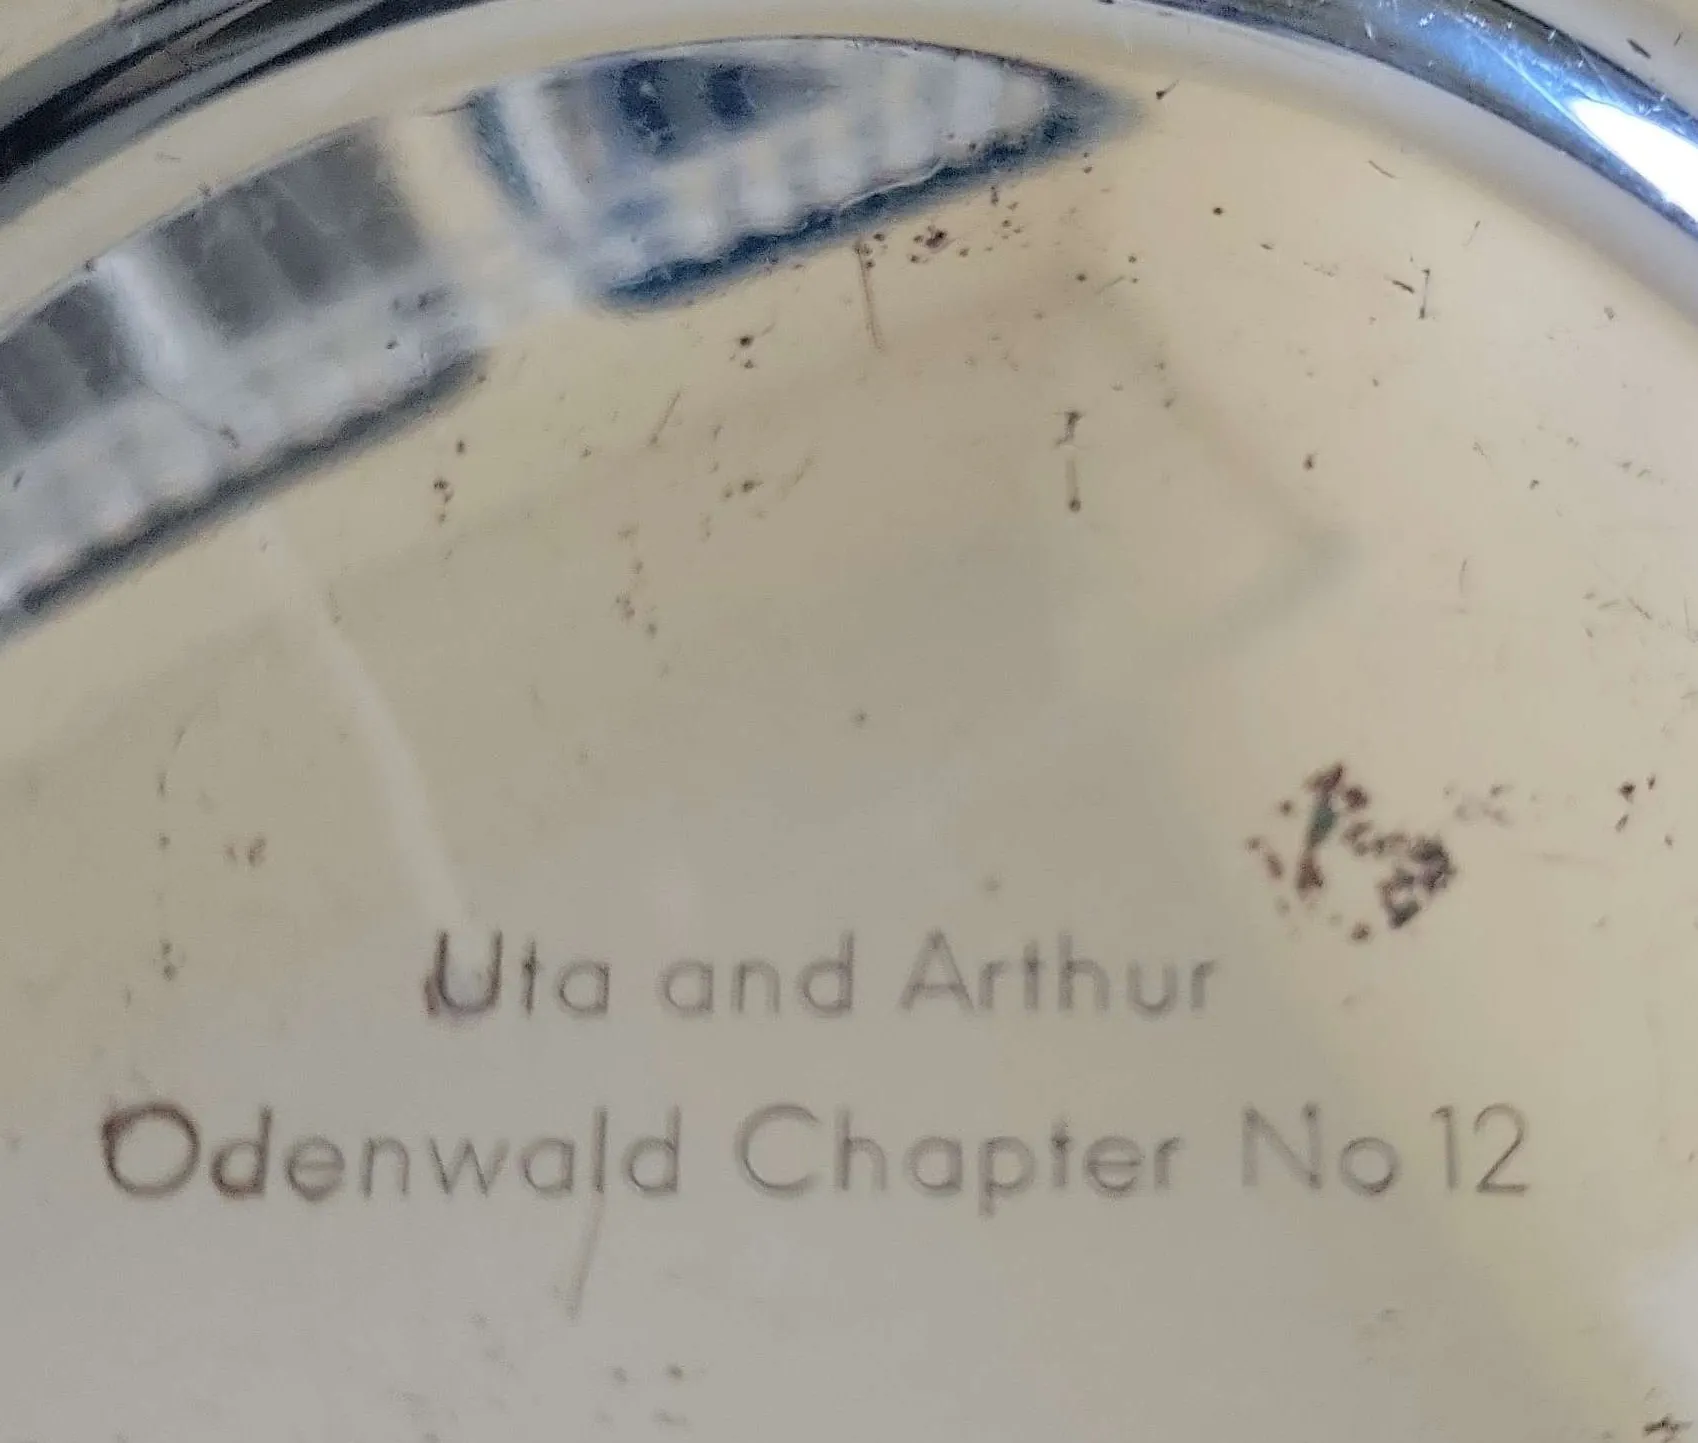 Uta and Arthur
Odenwald Chapter No 12